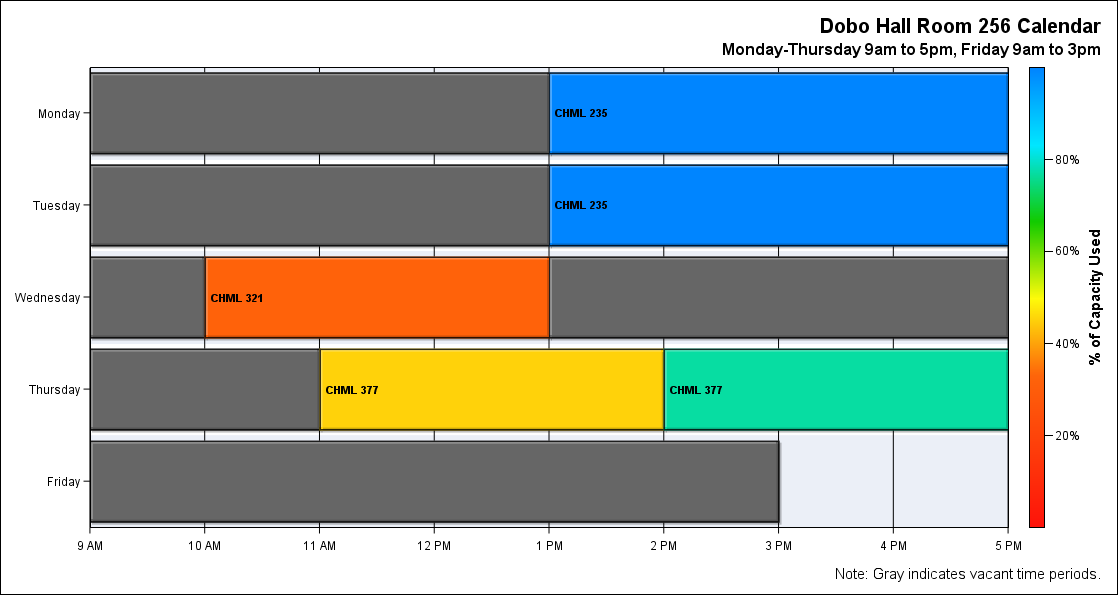 Dobo Hall Room 256 Calendar
Monday-Thursday 9am to 5pm, Friday 9am to 3pm
Monday
CHML 235
Tuesday
CHML 235
Wednesday
CHML 321
Thursday
CHML 377
CHML 377
Friday
9 AM
10 AM
11 AM
12 PM
1 PM
2 PM
3 PM
4 PM
5 PM
80%
60%
40%
20%
% of Capacity Used
Note: Gray indicates vacant time periods.